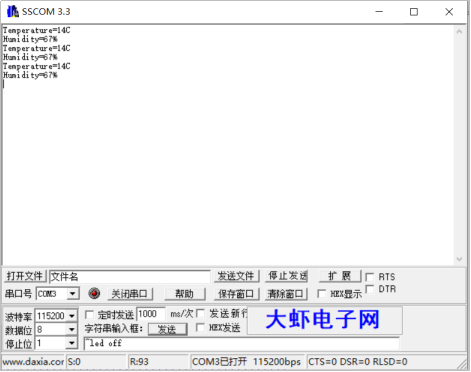 SSCOM 3.3
Temperature=14C
Humidity=67%
Temperature=14C
Humidity=67%
Temperature=14C
Humidity=67%
打开文件 文件名 发送文件 停止发送 扩 展 RTS
串口号 COM3 关闭串口 帮助 保存窗口 清除窗口 HEX显示 DTR
波特率 115200 定时发送 1000 ms/次 发送新行
大虾电子网
数据位 8 字符串输入框: 发送 HEX发送
停止位 1 led off
www.daxia.cor S:0 R:93 COM3已打开 115200bps CTS=0 DSR=0 RLSD=0